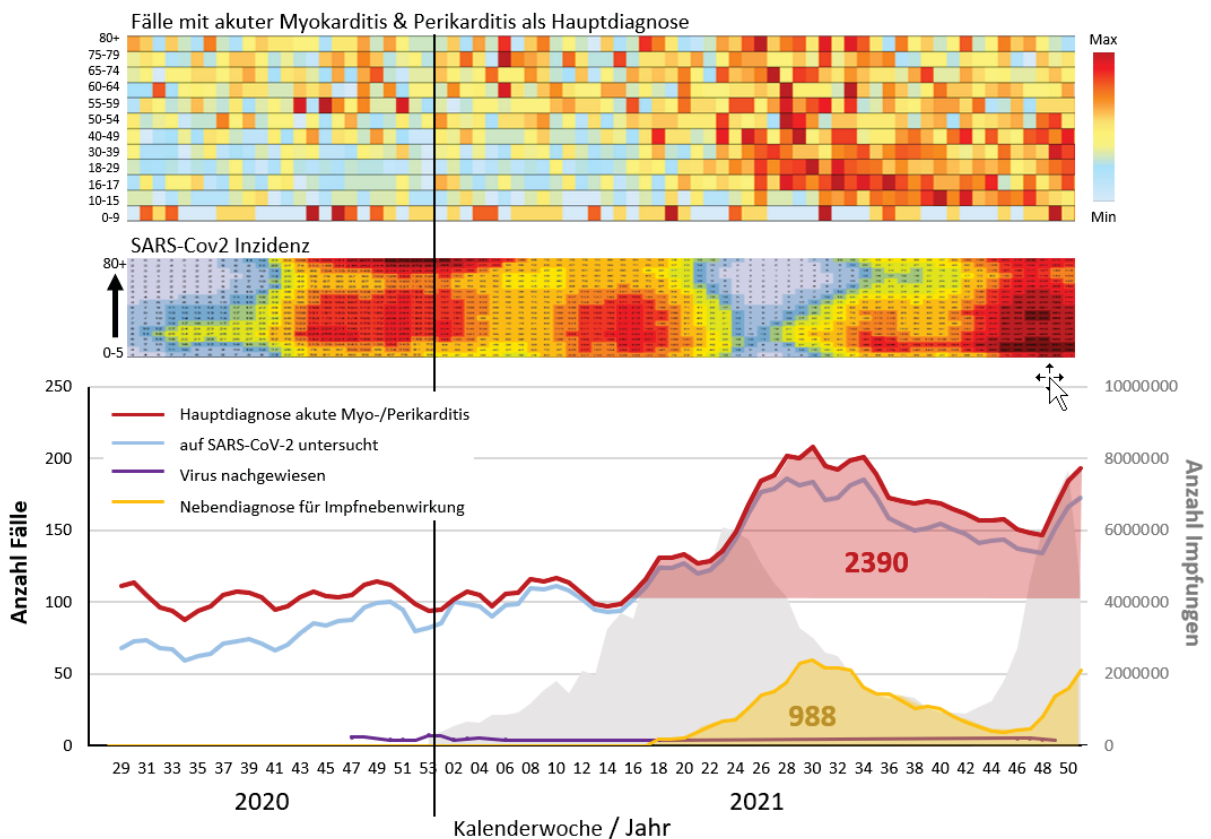 Fälle mit akuter Myokarditis & Perikarditis als Hauptdiagnose
80+
75-79
65-74
60-64
55-59
50-54
40-49
30-39
18-29
16-17
10-15
0-9
Max
Min
SARS-Cov2 Inzidenz
80+
0-5
250
200
150
100
50
0
Anzahl Fälle
Hauptdiagnose akute Myo-/Perikarditis
auf SARS-CoV-2 untersucht
Virus nachgewiesen
Nebendiagnose für Impfnebenwirkung
2390
988
10000000
8000000
6000000
4000000
2000000
0
Anzahl Impfungen
29 31 33 35 37 39 41 43 45 47 49 51 53 02 04 06 08 10 12 14 16 18 20 22 24 26 28 30 32 34 36 38 40 42 44 46 48 50
2020 2021
Kalenderwoche / Jahr